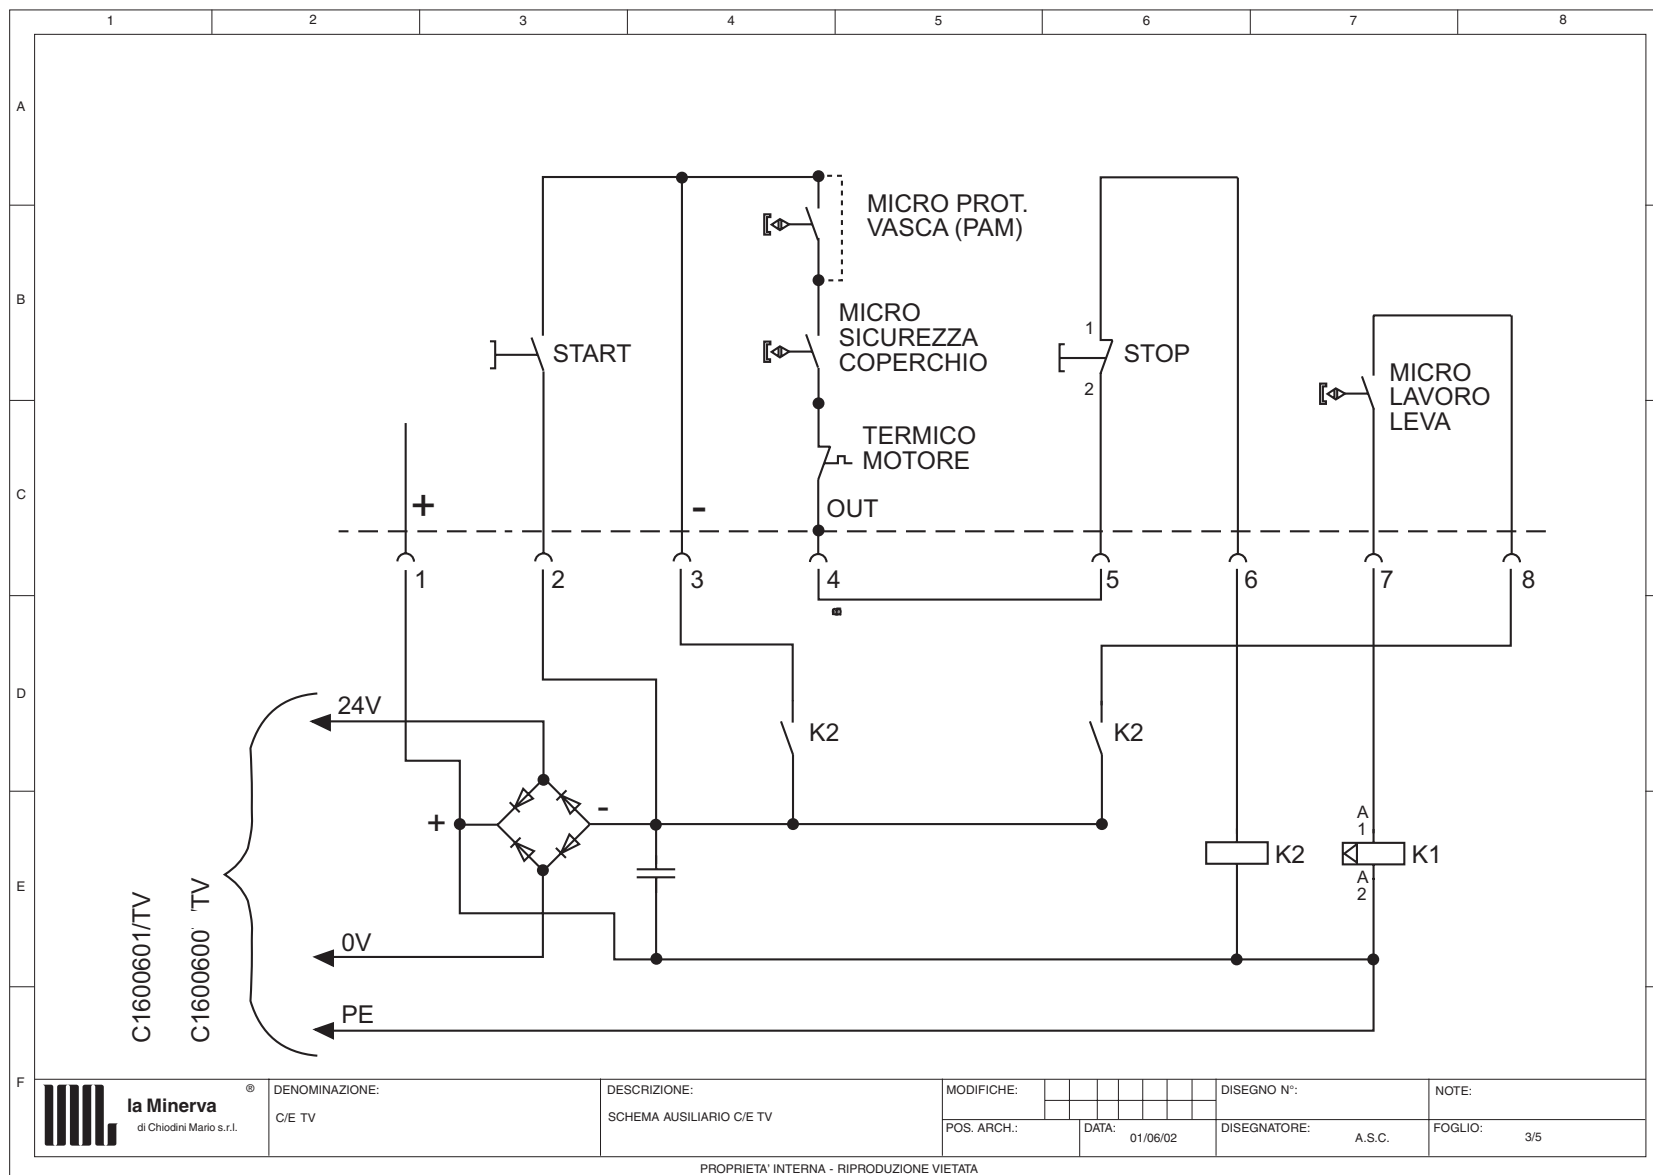 1 2 3 4 5 6 7 8
A
B
C
D
E
F
MICRO PROT.
VASCA (PAM)
MICRO
SICUREZZA
COPERCHIO
START
1
STOP
2
MICRO
LAVORO
LEVA
TERMICO
MOTORE
+
-
OUT
1 2 3 4 5 6 7 8
24V
K2
K2
+
-
A
1
K2
K1
A
2
0V
PE
C1600601/TV
C1600600 TV
la Minerva
®
di Chiodini Mario s.r.l.
DENOMINAZIONE:
C/E TV
DESCRIZIONE:
SCHEMA AUSILIARIO C/E TV
MODIFICHE:
POS. ARCH.:
DATA:
01/06/02
DISEGNO N°:
DISEGNATORE:
A.S.C.
NOTE:
FOGLIO:
3/5
PROPRIETA' INTERNA - RIPRODUZIONE VIETATA